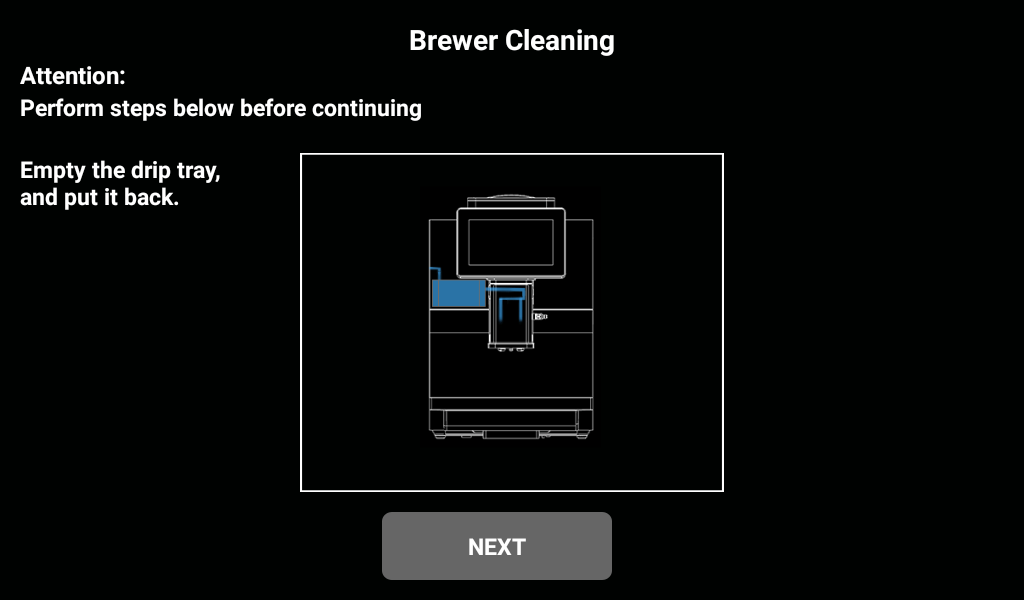 Brewer Cleaning
Attention:
Perform steps below before continuing
Empty the drip tray,
and put it back.
NEXT